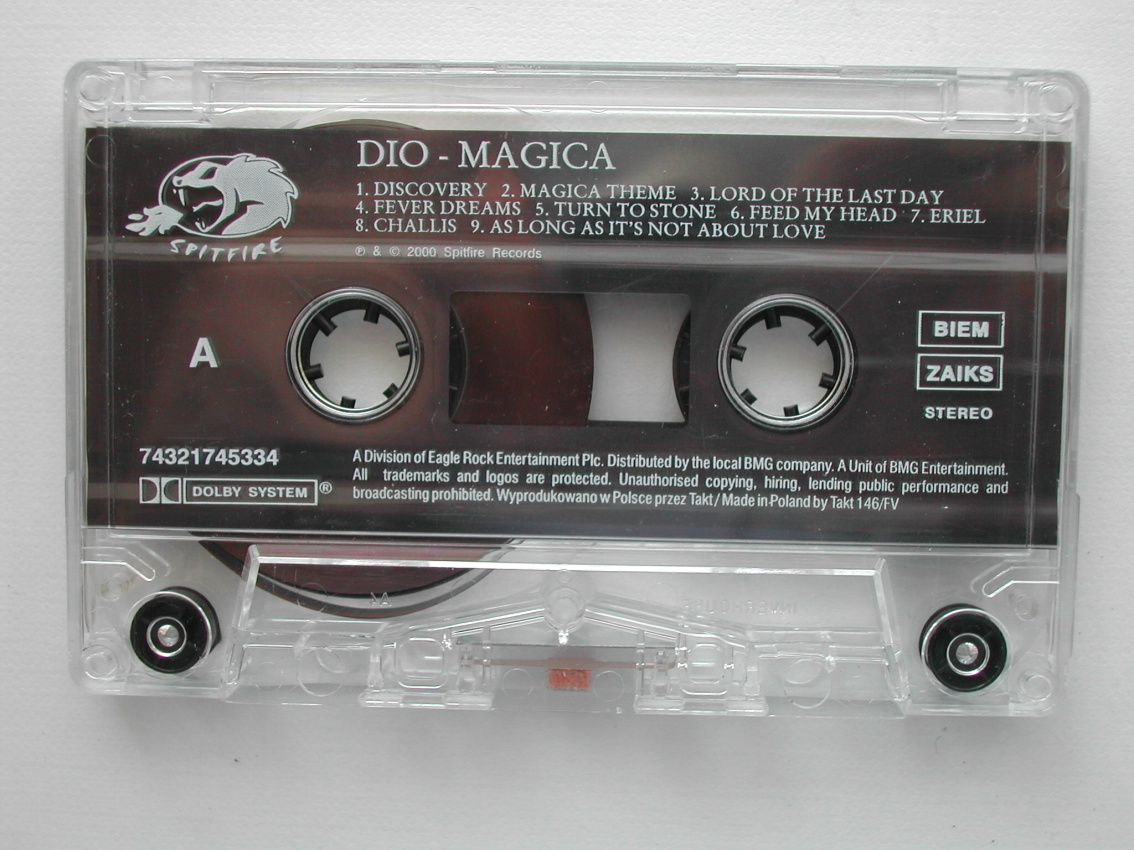 DIO - MAGICA
1. DISCOVERY 2. MAGICA THEME 3. LORD OF THE LAST DAY
4. FEVER DREAMS 5. TURN TO STONE 6. FEED MY HEAD 7. ERIEL
8. CHALLIS 9. AS LONG AS IT'S NOT ABOUT LOVE
℗ & © 2000 Spitfire Records
SPITFIRE
A
BIEM
ZAIKS
STEREO
74321745334
DOLBY SYSTEM ®
A Division of Eagle Rock Entertainment Plc. Distributed by the local BMG company. A Unit of BMG Entertainment.
All trademarks and logos are protected. Unauthorised copying, hiring, lending public performance and
broadcasting prohibited. Wyprodukowano w Polsce przez Takt / Made in Poland by Takt 146/FV